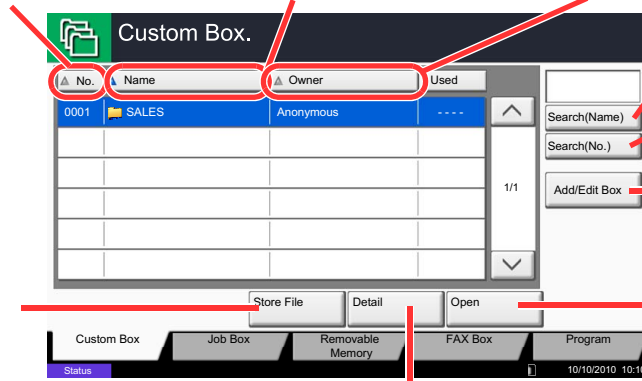 Custom Box.
No. Name Owner Used
0001 SALES Anonymous ----
Search(Name)
Search(No.)
1/1
Add/Edit Box
Store File Detail Open
Custom Box Job Box Removable Memory FAX Box Program
Status 10/10/2010